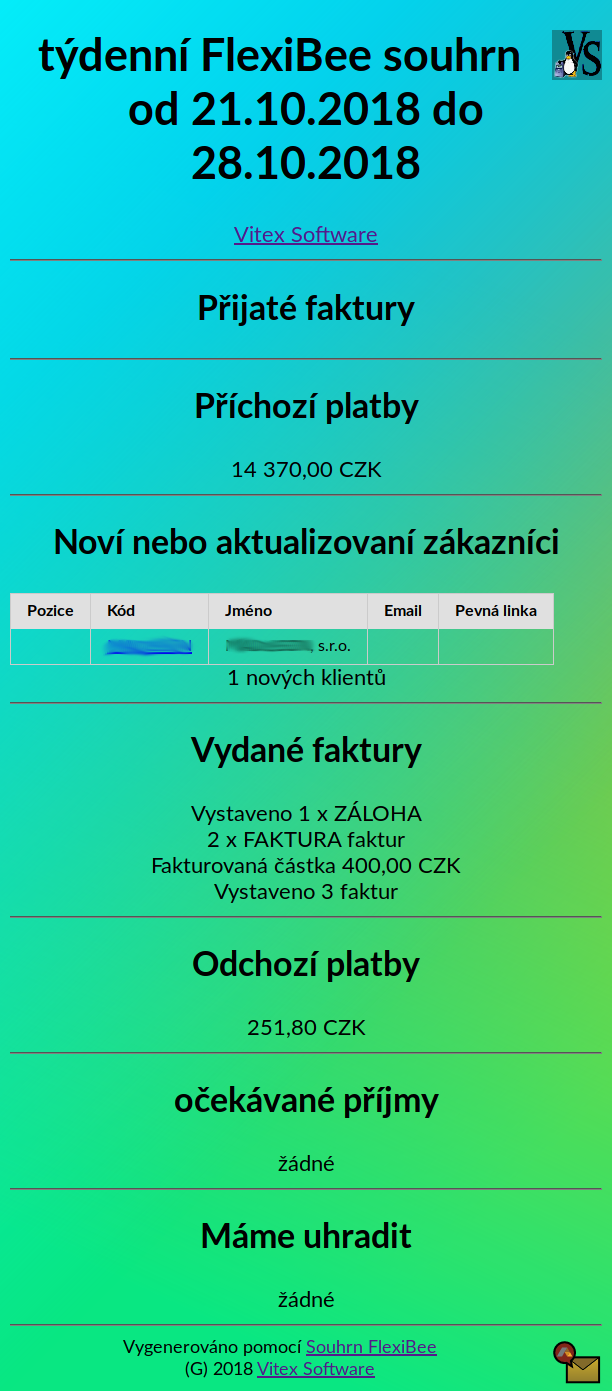 týdenní FlexiBee souhrn
od 21.10.2018 do
28.10.2018
VS
Vitex Software
Přijaté faktury
Příchozí platby
14 370,00 CZK
Noví nebo aktualizovaní zákazníci
Pozice Kód Jméno Email Pevná linka
, s.r.o.
1 nových klientů
Vydané faktury
Vystaveno 1 x ZÁLOHA
2 x FAKTURA faktur
Fakturovaná částka 400,00 CZK
Vystaveno 3 faktur
Odchozí platby
251,80 CZK
očekávané příjmy
žádné
Máme uhradit
žádné
Vygenerováno pomocí Souhrn FlexiBee
(G) 2018 Vitex Software